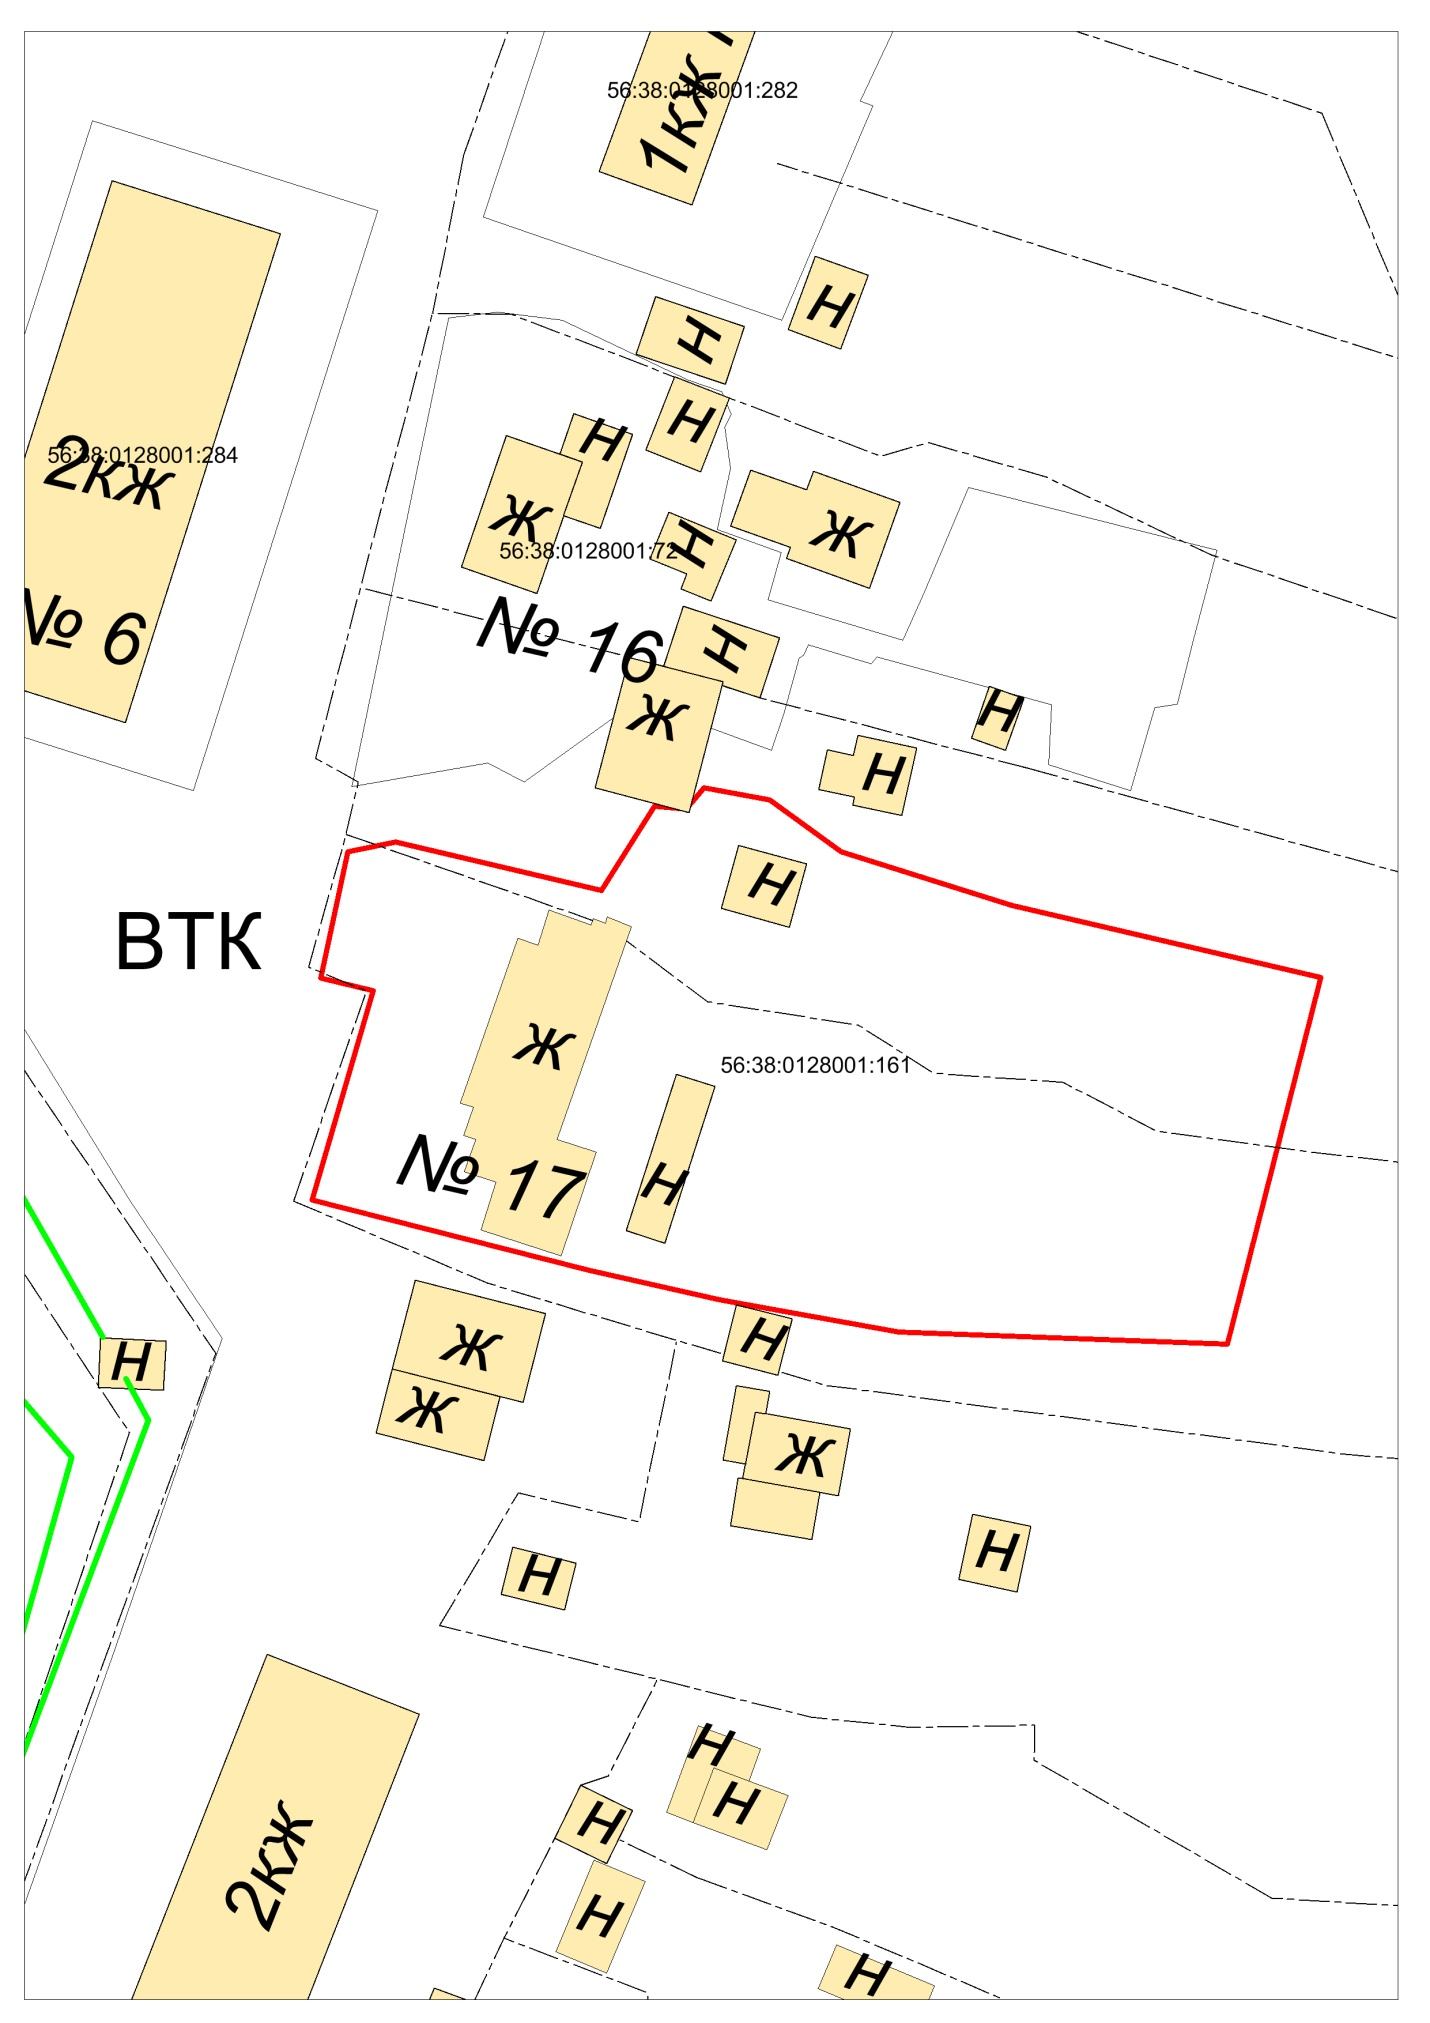 1кж
56:38:0128001:282
Н
Н
Н
Н
Ж
56:38:0128001:284
2кж
Ж
Н
56:38:0128001:72
№ 6
№ 16
Н
Ж
Н
Н
Н
ВТК
Ж
56:38:0128001:161
№ 17
Н
Н
Н
Ж
Ж
Ж
Н
Н
Н
Н
Н
2кж
Н
Н